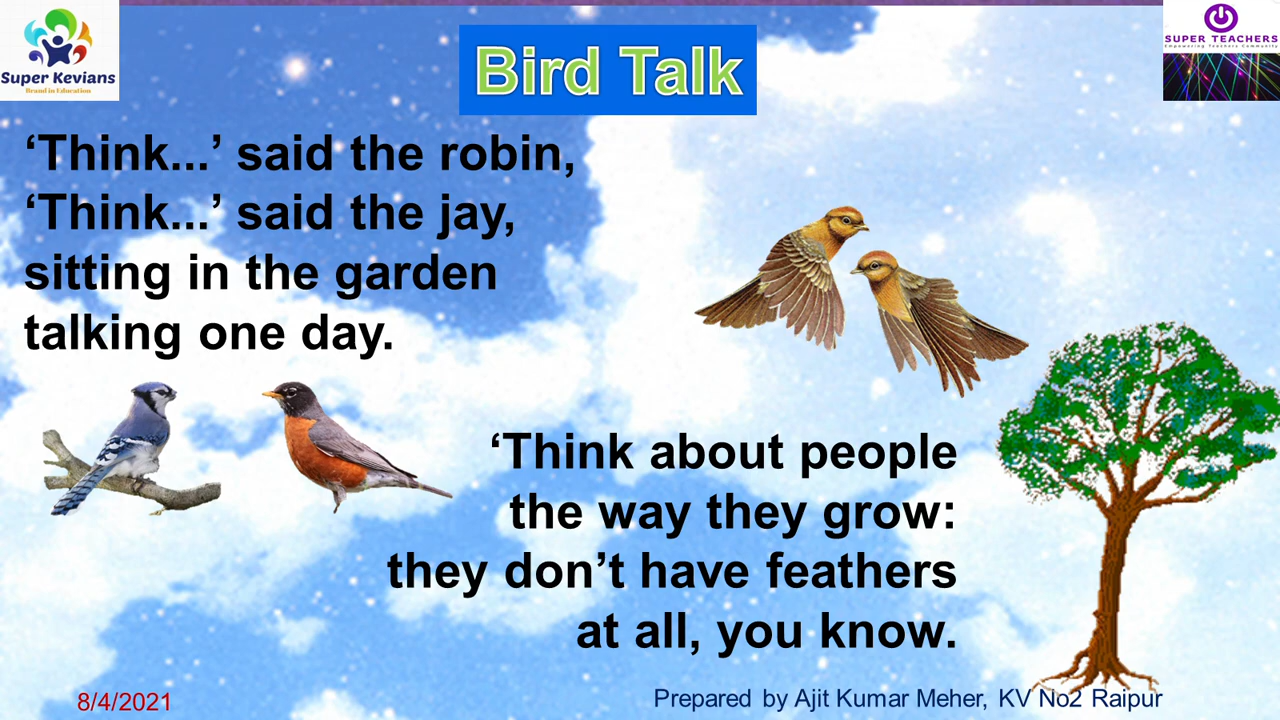 Super Kevians
Brand in Education
Bird Talk
SUPER TEACHERS
Empowering Teachers Community
‘Think...’ said the robin,
‘Think...’ said the jay,
sitting in the garden
talking one day.
‘Think about people
the way they grow:
they don’t have feathers
at all, you know.
8/4/2021
Prepared by Ajit Kumar Meher, KV No2 Raipur